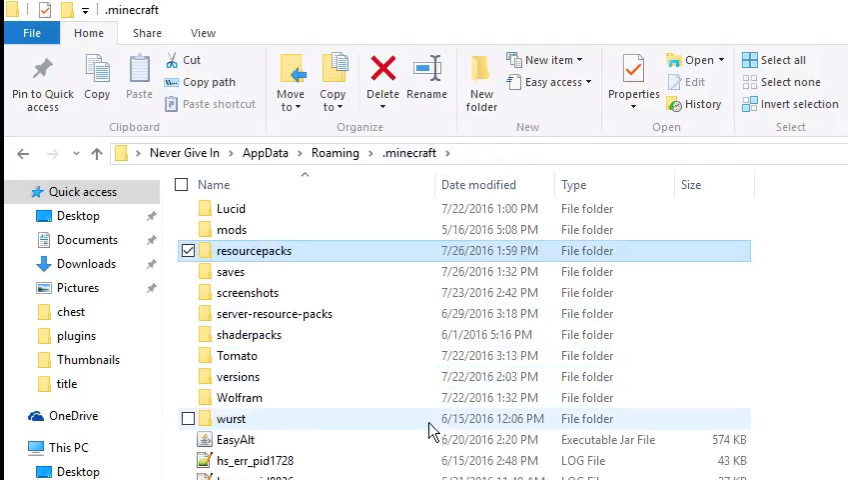 .minecraft
File Home Share View
Pin to Quick access
Copy
Paste
Cut
Copy path
Paste shortcut
Clipboard
Move to
Copy to
Delete
Rename
Organize
New folder
New item
Easy access
Properties
Open
Edit
History
Open
Select all
Select none
Invert selection
Select
Never Give In AppData Roaming .minecraft
Quick access
Desktop
Documents
Downloads
Pictures
chest
plugins
Thumbnails
title
OneDrive
This PC
Desktop
Name Date modified Type Size
Lucid 7/22/2016 1:00 PM File folder
mods 5/16/2016 5:08 PM File folder
resourcepacks 7/26/2016 1:59 PM File folder
saves 7/26/2016 1:32 PM File folder
screenshots 7/23/2016 2:42 PM File folder
server-resource-packs 6/29/2016 3:18 PM File folder
shaderpacks 6/1/2016 5:16 PM File folder
Tomato 7/22/2016 3:13 PM File folder
versions 7/22/2016 2:03 PM File folder
Wolfram 7/22/2016 1:32 PM File folder
wurst 6/15/2016 12:06 PM File folder
EasyAlt 6/20/2016 2:20 PM Executable Jar File 574 KB
hs_err_pid1728 6/15/2016 2:48 PM LOG File 43 KB